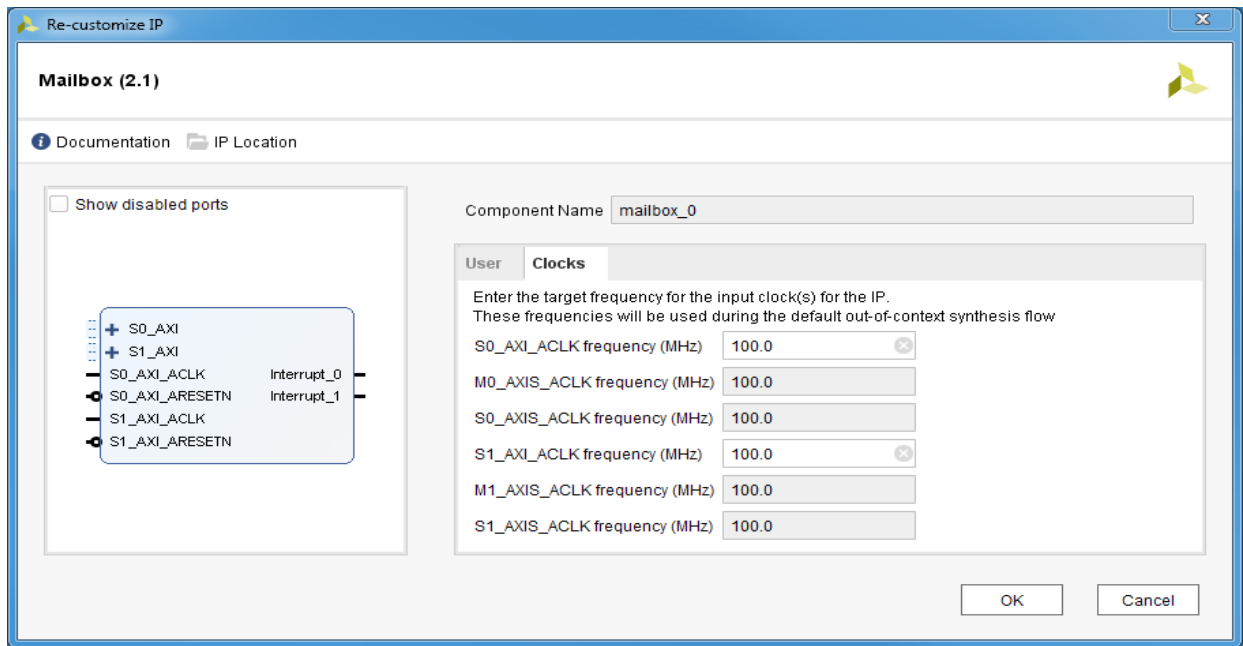 Re-customize IP
Mailbox (2.1)
Documentation IP Location
Show disabled ports
S0_AXI
S1_AXI
S0_AXI_ACLK Interrupt_0
S0_AXI_ARESETN Interrupt_1
S1_AXI_ACLK
S1_AXI_ARESETN
Component Name mailbox_0
User Clocks
Enter the target frequency for the input clock(s) for the IP.
These frequencies will be used during the default out-of-context synthesis flow
S0_AXI_ACLK frequency (MHz) 100.0
M0_AXIS_ACLK frequency (MHz) 100.0
S0_AXIS_ACLK frequency (MHz) 100.0
S1_AXI_ACLK frequency (MHz) 100.0
M1_AXIS_ACLK frequency (MHz) 100.0
S1_AXIS_ACLK frequency (MHz) 100.0
OK Cancel